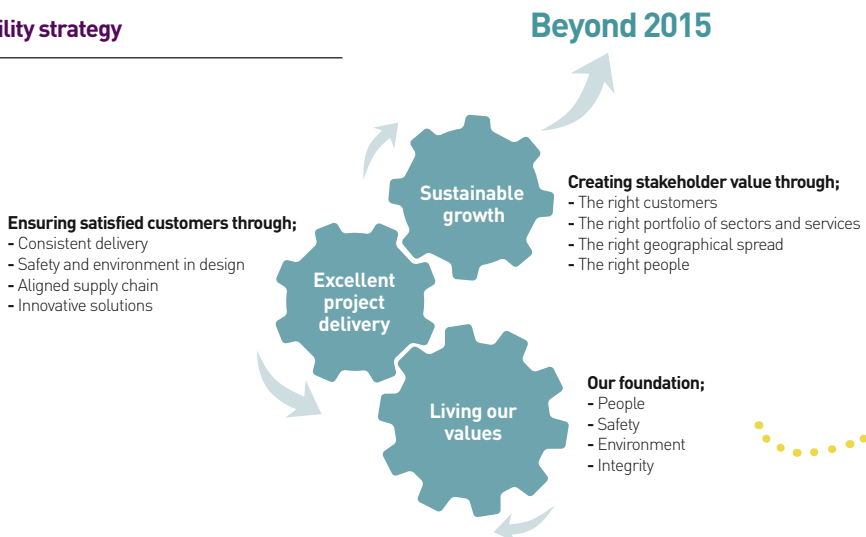 ility strategy
Beyond 2015
Sustainable
growth
Creating stakeholder value through;
- The right customers
- The right portfolio of sectors and services
- The right geographical spread
- The right people
Ensuring satisfied customers through;
- Consistent delivery
- Safety and environment in design
- Aligned supply chain
- Innovative solutions
Excellent
project
delivery
Living our
values
Our foundation;
- People
- Safety
- Environment
- Integrity